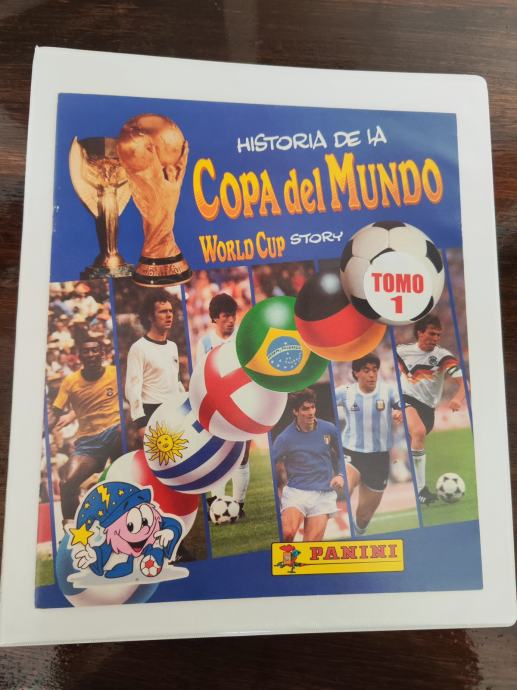 HISTORIA DE LA
COPA del MUNDO
WORLD CUP STORY
TOMO
1
PANINI